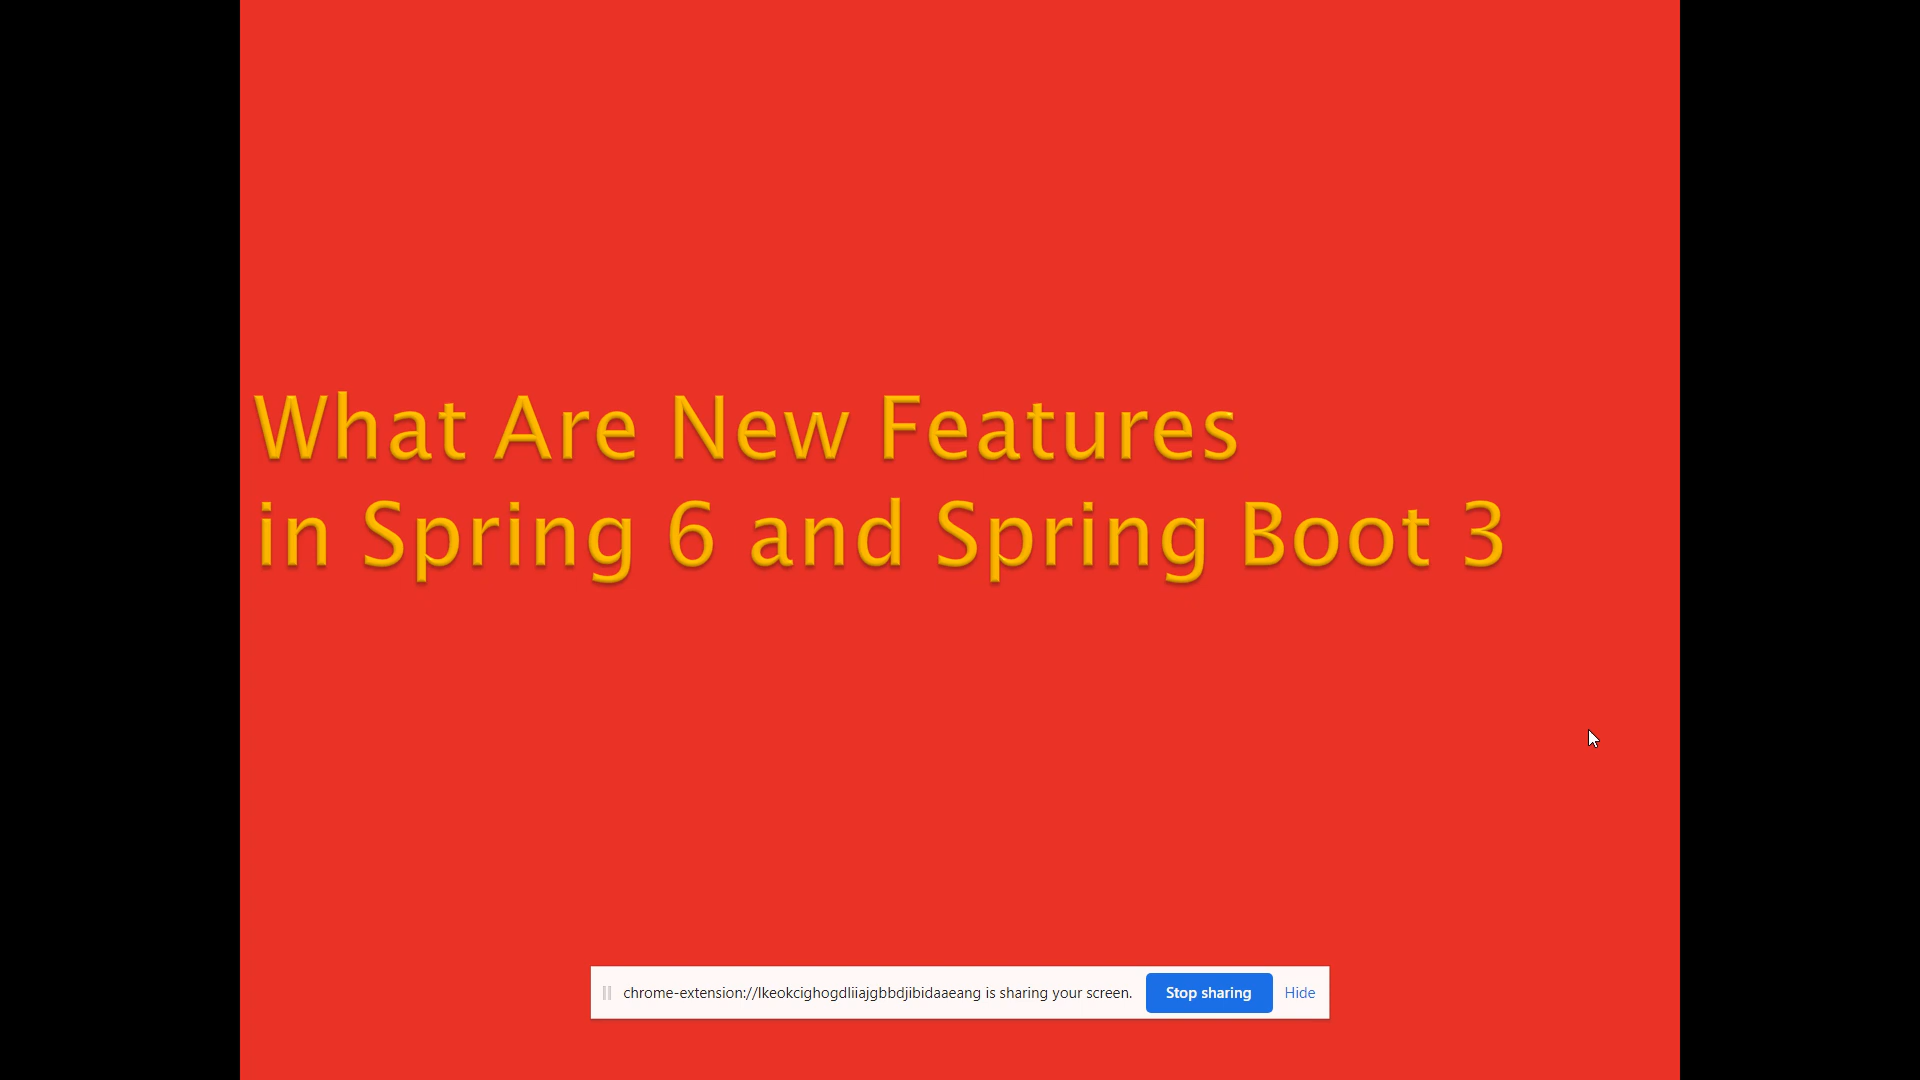 What Are New Features
in Spring 6 and Spring Boot 3
chrome-extension://lkeokcighogdliiajgbbdjibidaaeang is sharing your screen. Stop sharing Hide